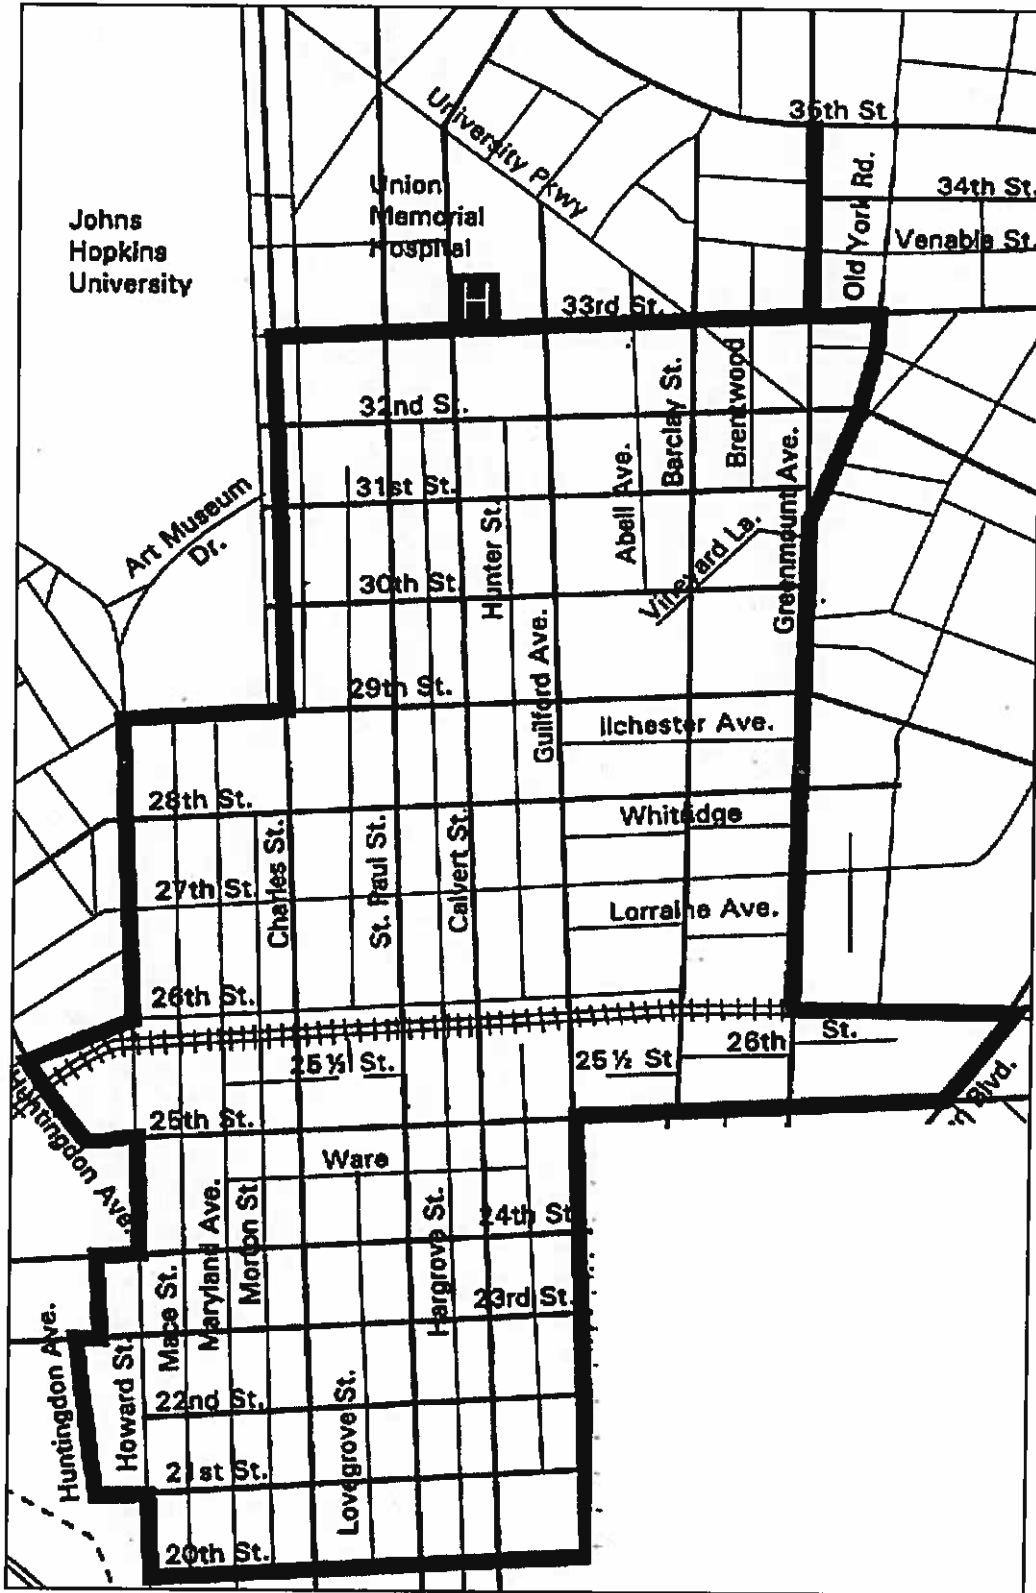 35th St
University Pkwy
Old York Rd.
34th St.
Union
Memorial
Hospital
Johns
Hopkins
University
Venable St.
H
33rd St.
Barclay St.
Brentwood
32nd St.
Greenmount Ave.
Abell Ave.
31st St.
Art Museum
Dr.
Hunter St.
Vineyard La.
30th St.
Guilford Ave.
29th St.
Ilchester Ave.
28th St.
Whitridge
Charles St.
St. Paul St.
Calvert St.
27th St.
Lorraine Ave.
26th St.
25 ½ St.
25 ½ St
26th
St.
Blvd.
Huntingdon Ave.
25th St.
Ware
Maryland Ave.
Morton St
Hargrove St.
24th St
Mace St.
23rd St.
Huntingdon Ave.
Howard St.
22nd St.
Lovegrove St.
21st St.
20th St.